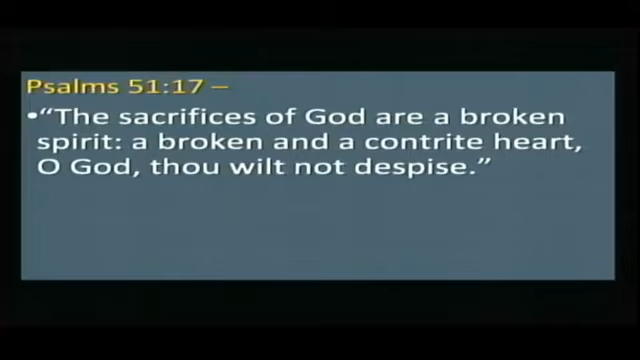 Psalms 51:17 –
•“The sacrifices of God are a broken
spirit: a broken and a contrite heart,
O God, thou wilt not despise.”